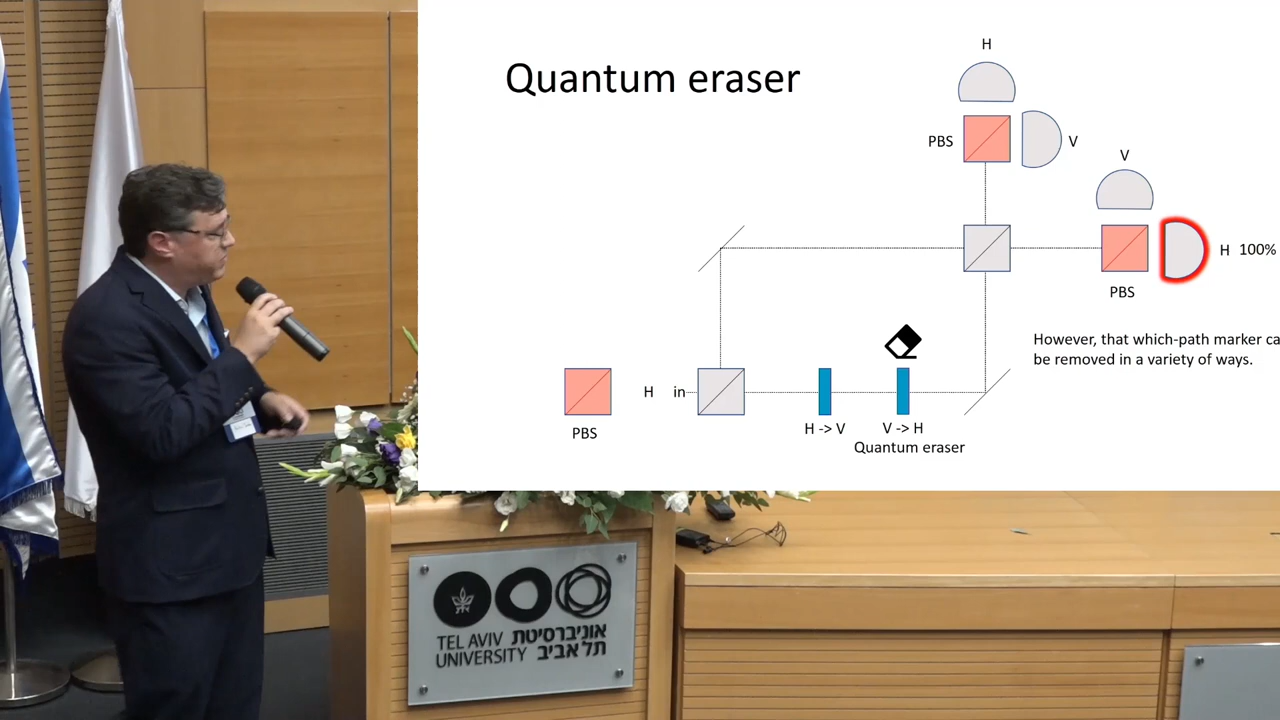 Quantum eraser
H
PBS
V
V
H 100%
PBS
However, that which-path marker ca
be removed in a variety of ways.
H
in
PBS
H -> V
V -> H
Quantum eraser
TEL AVIV אוניברסיטת
UNIVERSITY תל אביב